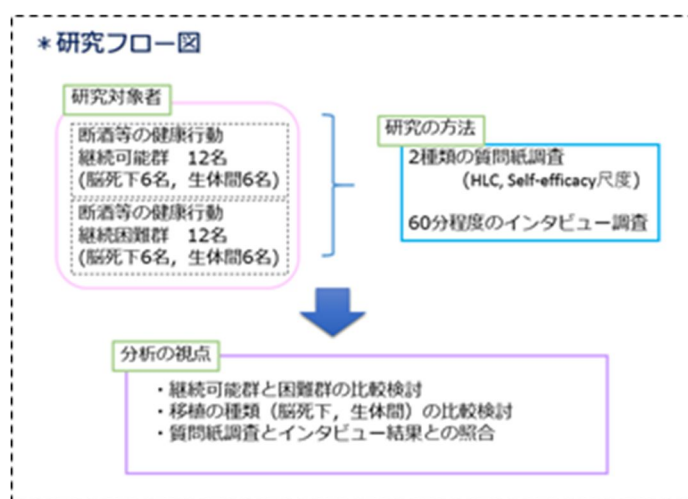 ＊研究フロー図
研究対象者
断酒等の健康行動
継続可能群　12名
(脳死下6名，生体間6名)
断酒等の健康行動
継続困難群　12名
(脳死下6名，生体間6名)
研究の方法
2種類の質問紙調査
（HLC, Self-efficacy尺度）
60分程度のインタビュー調査
分析の視点
・継続可能群と困難群の比較検討
・移植の種類（脳死下，生体間）の比較検討
・質問紙調査とインタビュー結果との照合